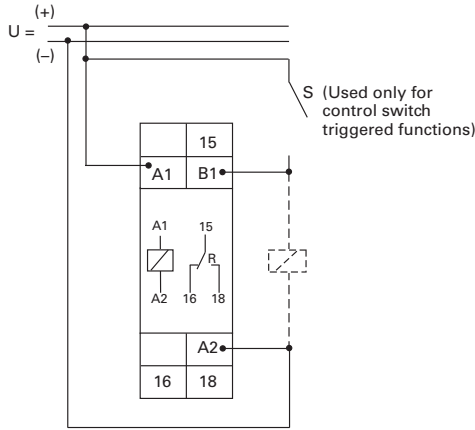 (+)
U =
(–)
S (Used only for
control switch
triggered functions)
15
A1 B1
A1 15
R
A2 16 18
A2
16 18